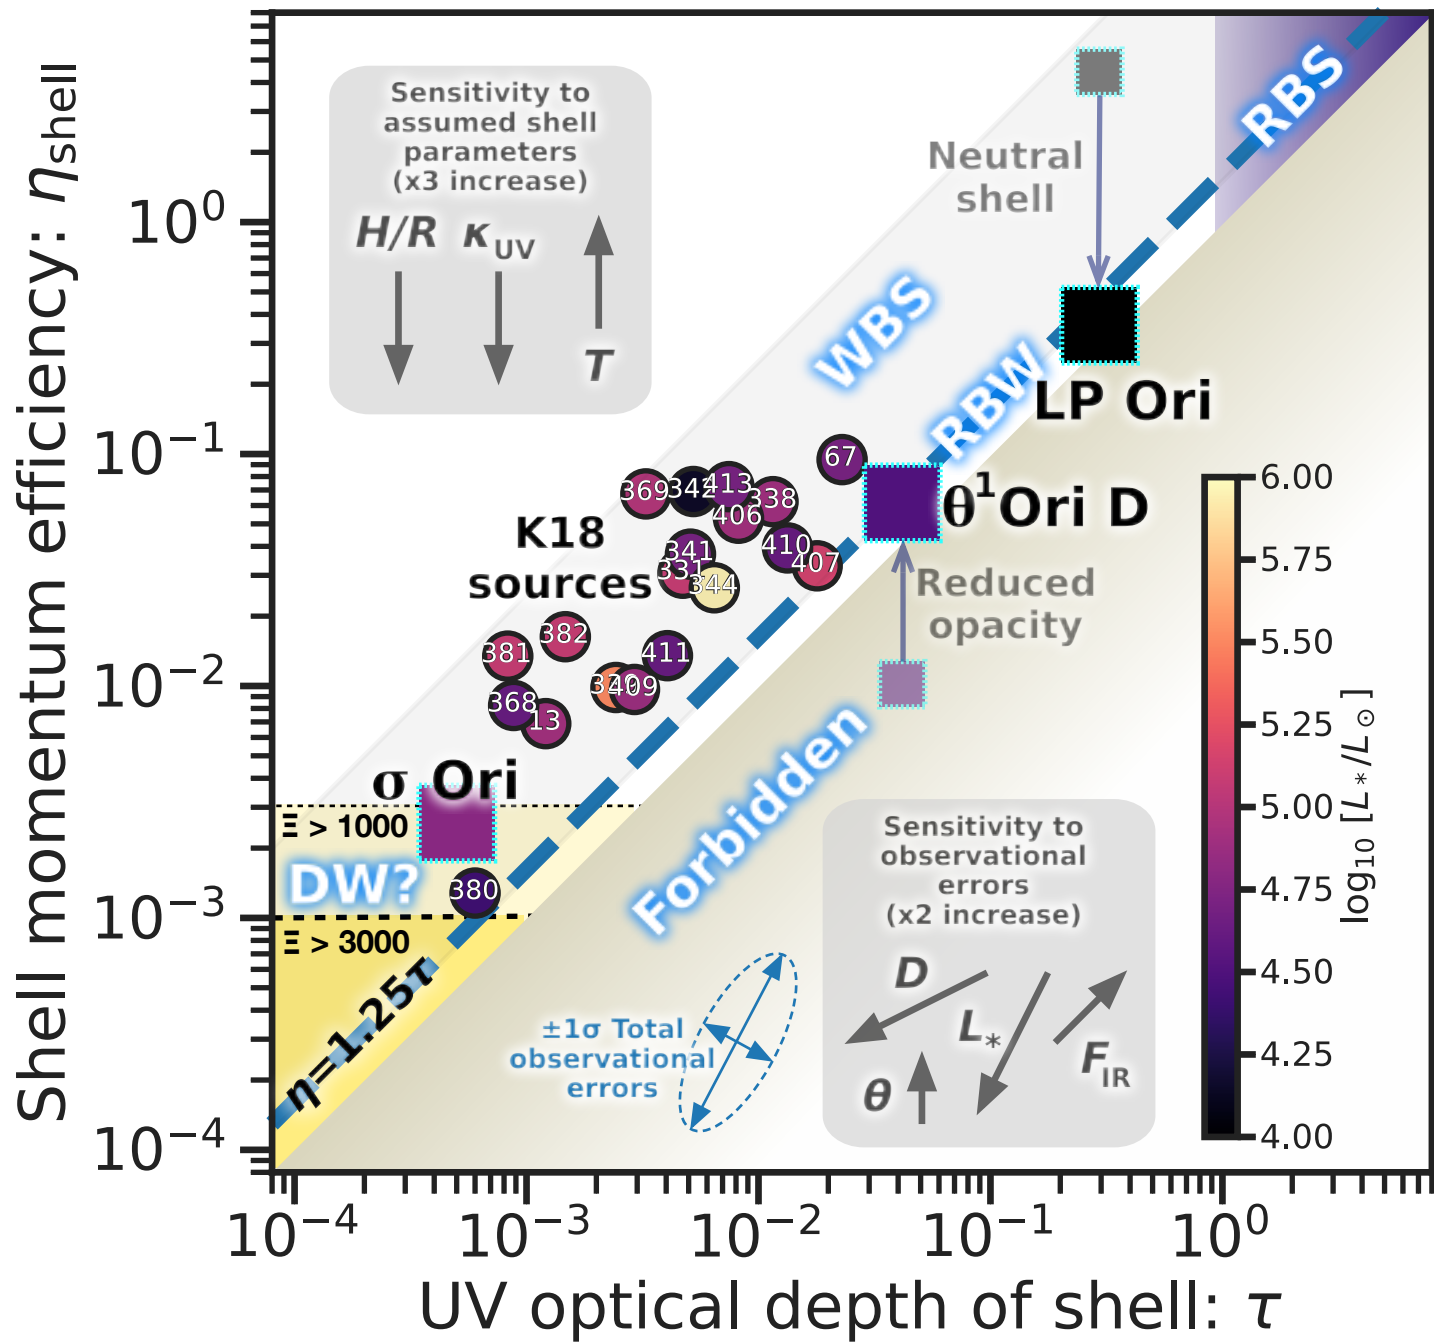 Shell momentum efficiency: η_shell
10⁰
10⁻¹
10⁻²
10⁻³
10⁻⁴
Sensitivity to
assumed shell
parameters
(x3 increase)
H/R κ_UV
T
Neutral
shell
RBS
WBS
RBW
LP Ori
θ¹Ori D
Reduced
opacity
K18
sources
67
369
342
413
338
406
410
407
341
331
344
382
381
411
409
368
13
σ Ori
Ξ > 1000
DW?
380
Ξ > 3000
η=1.25τ
Forbidden
±1σ Total
observational
errors
Sensitivity to
observational
errors
(x2 increase)
D
L_*
F_IR
θ
6.00
5.75
5.50
5.25
5.00
4.75
4.50
4.25
4.00
log₁₀ [L_*/L_⊙]
10⁻⁴ 10⁻³ 10⁻² 10⁻¹ 10⁰
UV optical depth of shell: τ